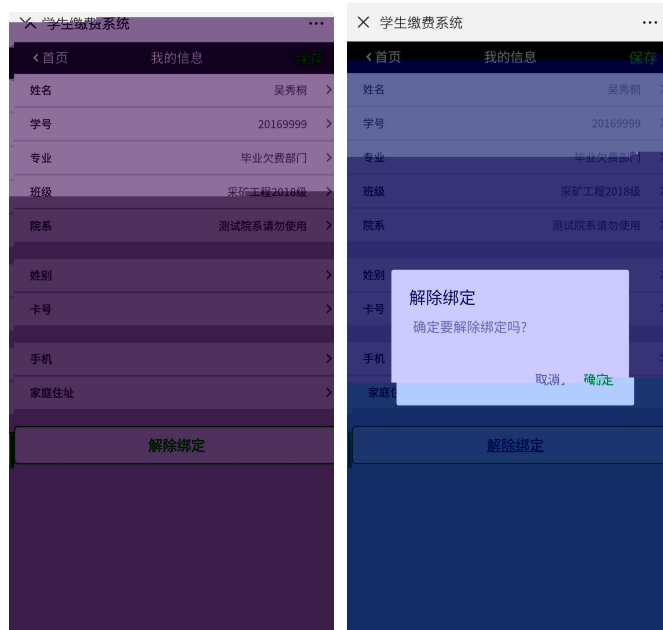 学生缴费系统
首页 我的信息 保存
姓名 吴秀桐
学号 20169999
专业 毕业欠费部门
班级 采矿工程2018级
院系 测试院系请勿使用
姓别
卡号
手机
家庭住址
解除绑定
学生缴费系统
首页 我的信息 保存
姓名 吴秀桐
学号 20169999
专业 毕业欠费部门
班级 采矿工程2018级
院系 测试院系请勿使用
姓别
卡号
解除绑定
确定要解除绑定吗?
取消 确定
手机
家庭
解除绑定